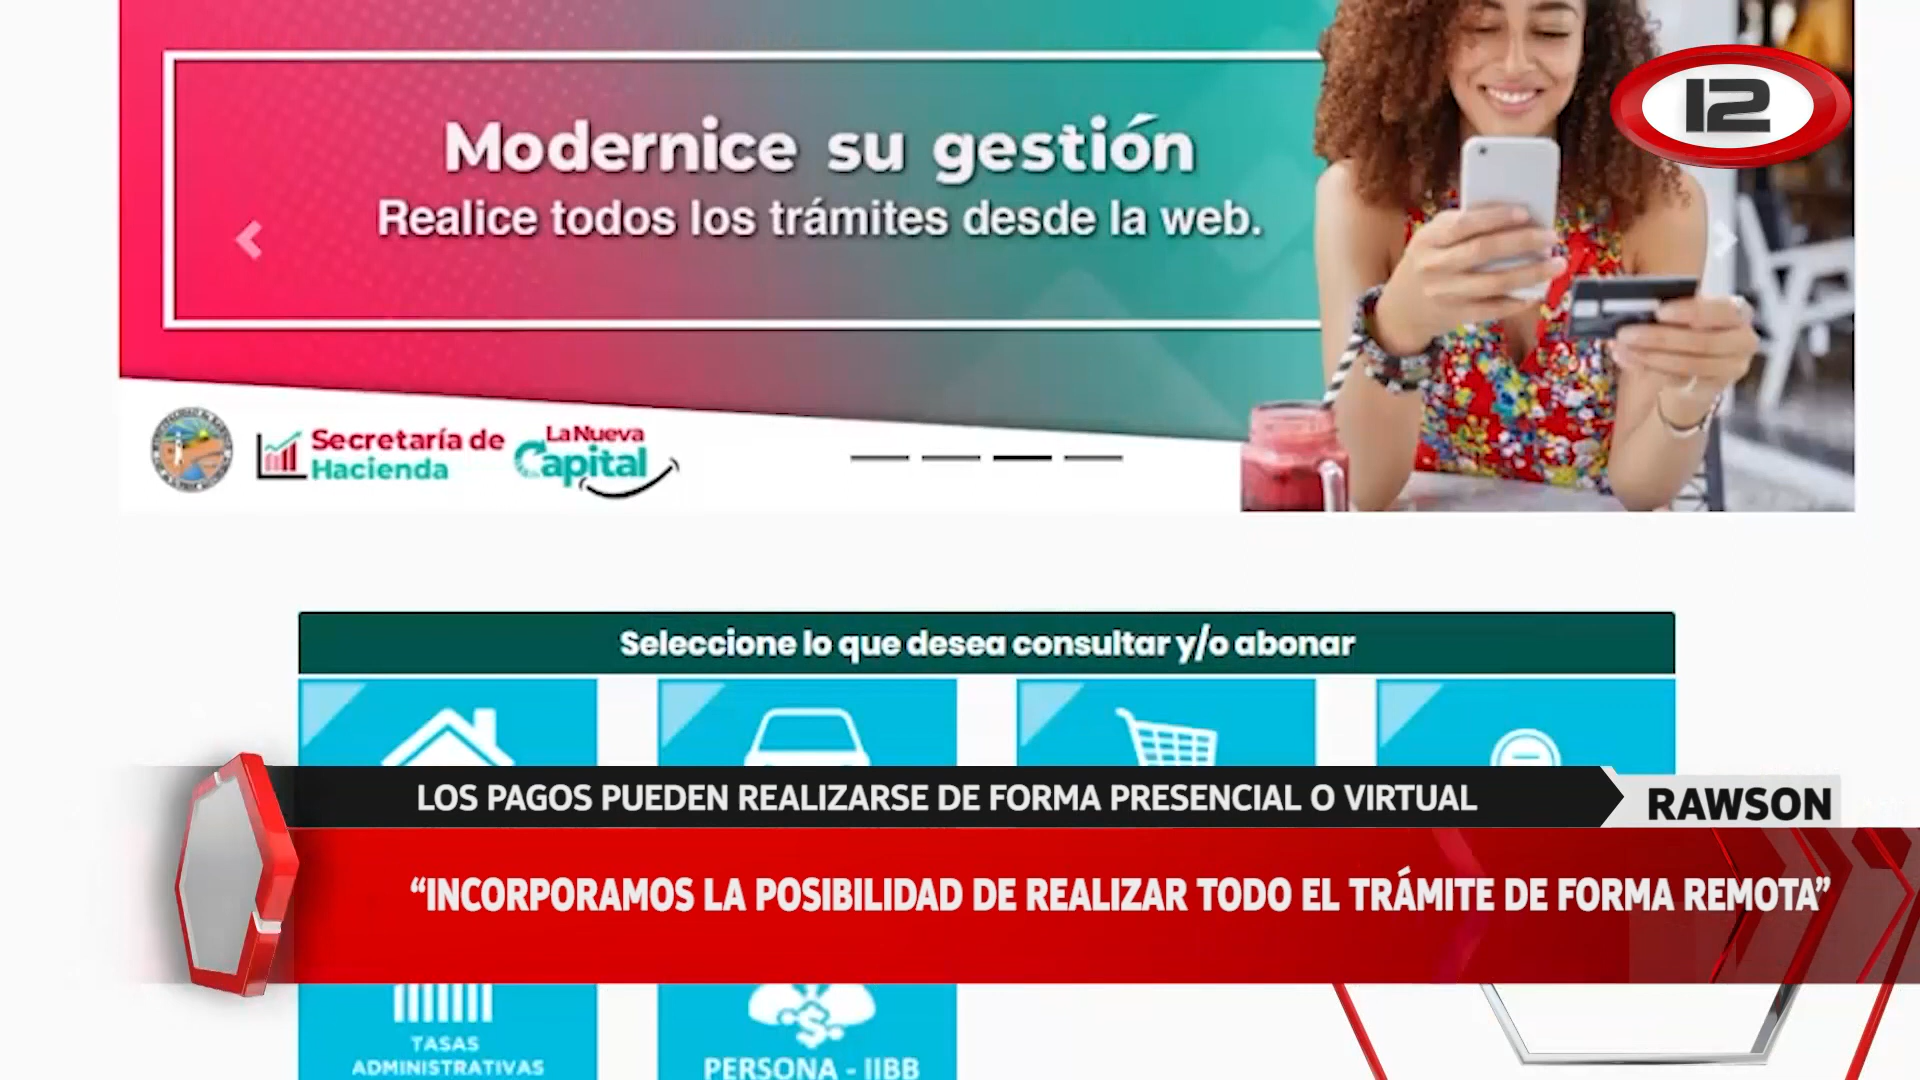 Modernice su gestión
Realice todos los trámites desde la web.
12
Secretaría de
Hacienda
La Nueva
Capital
Seleccione lo que desea consultar y/o abonar
LOS PAGOS PUEDEN REALIZARSE DE FORMA PRESENCIAL O VIRTUAL
RAWSON
“INCORPORAMOS LA POSIBILIDAD DE REALIZAR TODO EL TRÁMITE DE FORMA REMOTA”
TASAS
ADMINISTRATIVAS
PERSONA - IIBB